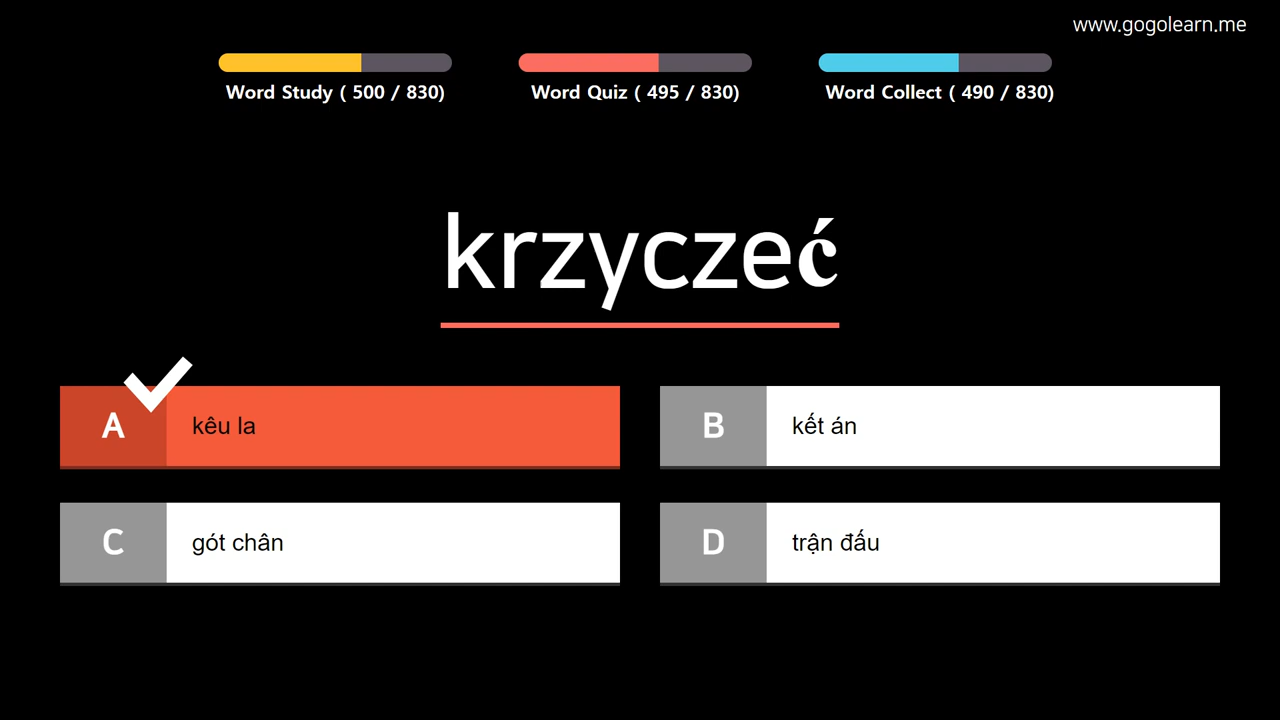 www.gogolearn.me
Word Study ( 500 / 830)
Word Quiz ( 495 / 830)
Word Collect ( 490 / 830)
krzyczeć
A kêu la
B kết án
C gót chân
D trận đấu